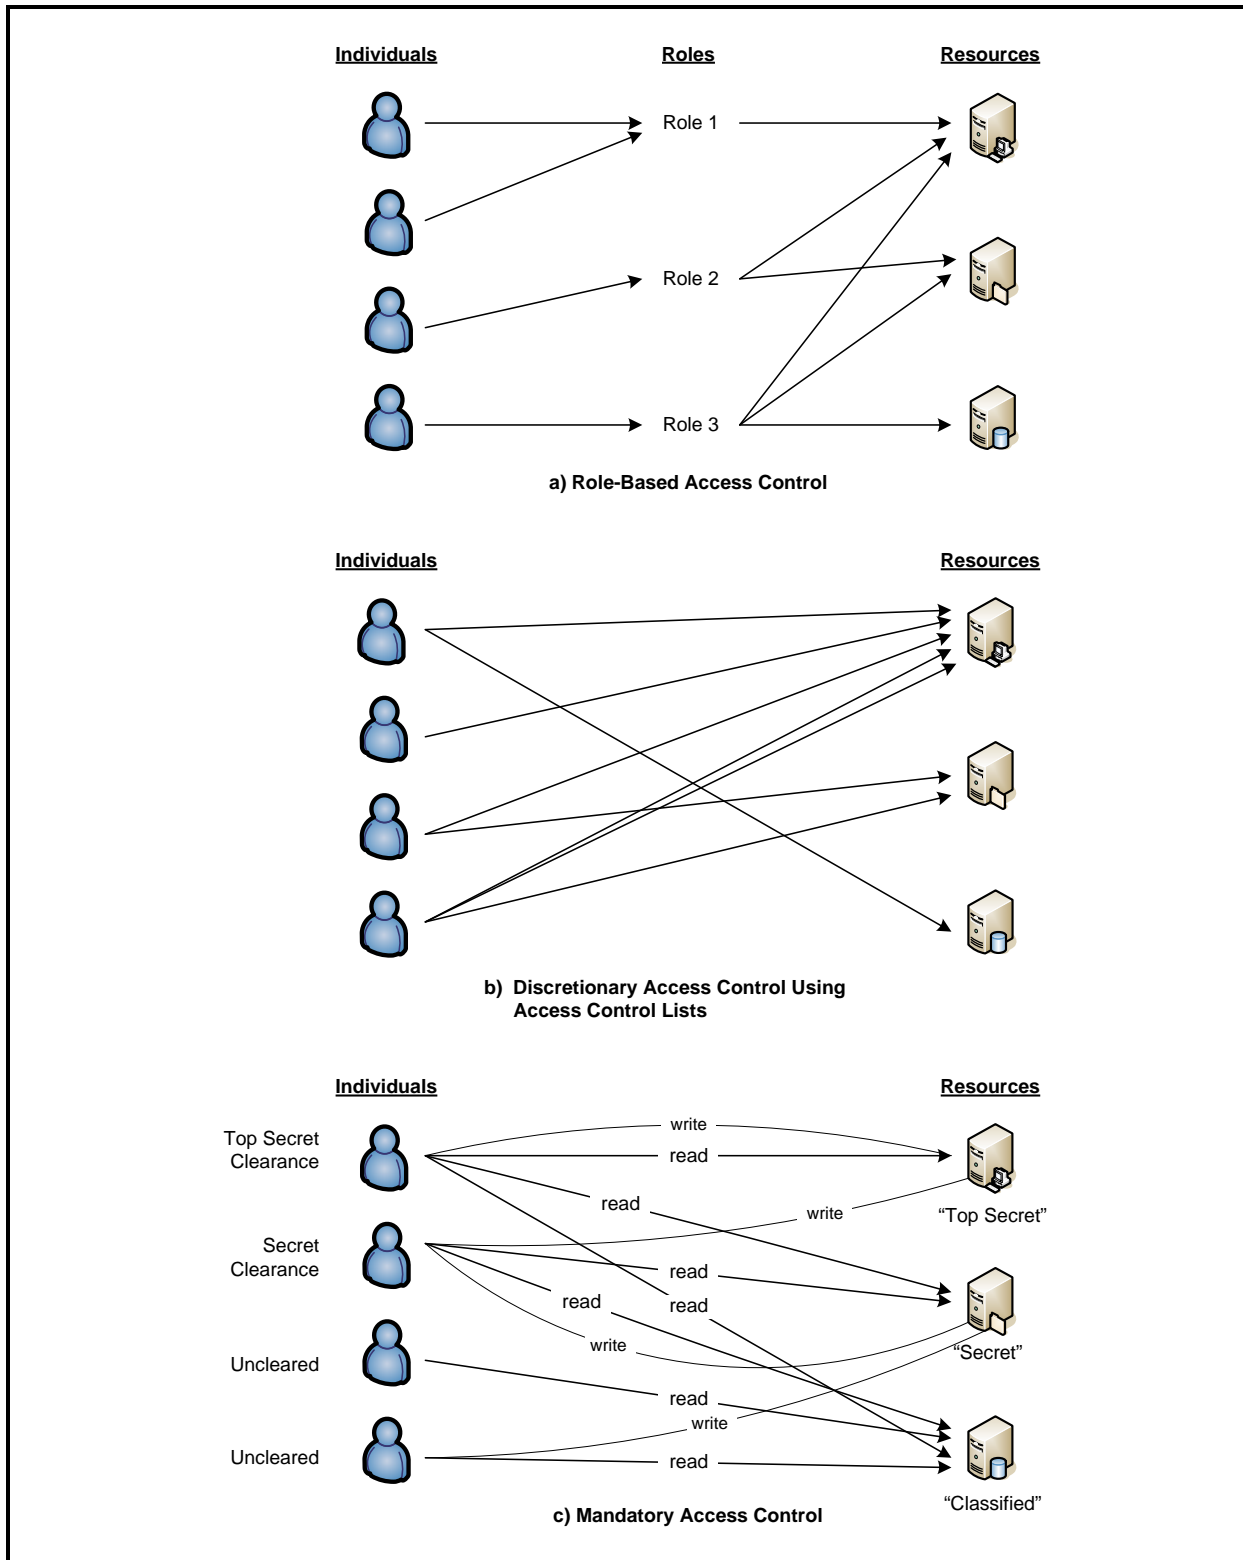 Individuals Roles Resources
Role 1
Role 2
Role 3
a) Role-Based Access Control
Individuals Resources
b) Discretionary Access Control Using
Access Control Lists
Individuals Resources
Top Secret
Clearance
write
read
read
write
“Top Secret”
Secret
Clearance
read
read
read
write
“Secret”
Uncleared
read
write
Uncleared
read
“Classified”
c) Mandatory Access Control